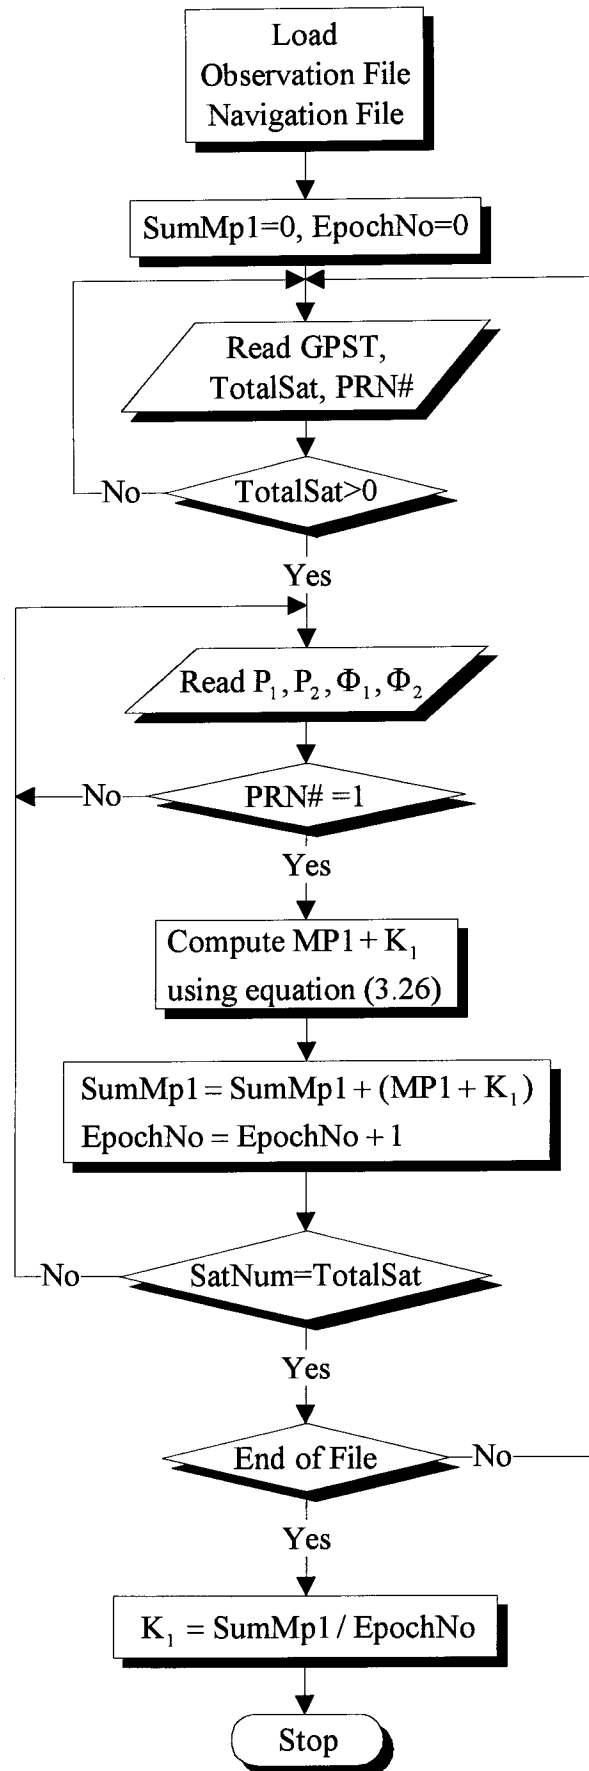 Load
Observation File
Navigation File
SumMp1=0, EpochNo=0
Read GPST,
TotalSat, PRN#
No
TotalSat>0
Yes
Read P₁, P₂, Φ₁, Φ₂
No
PRN# =1
Yes
Compute MP1 + K₁
using equation (3.26)
SumMp1 = SumMp1 + (MP1 + K₁)
EpochNo = EpochNo + 1
No
SatNum=TotalSat
Yes
End of File
No
Yes
K₁ = SumMp1 / EpochNo
Stop